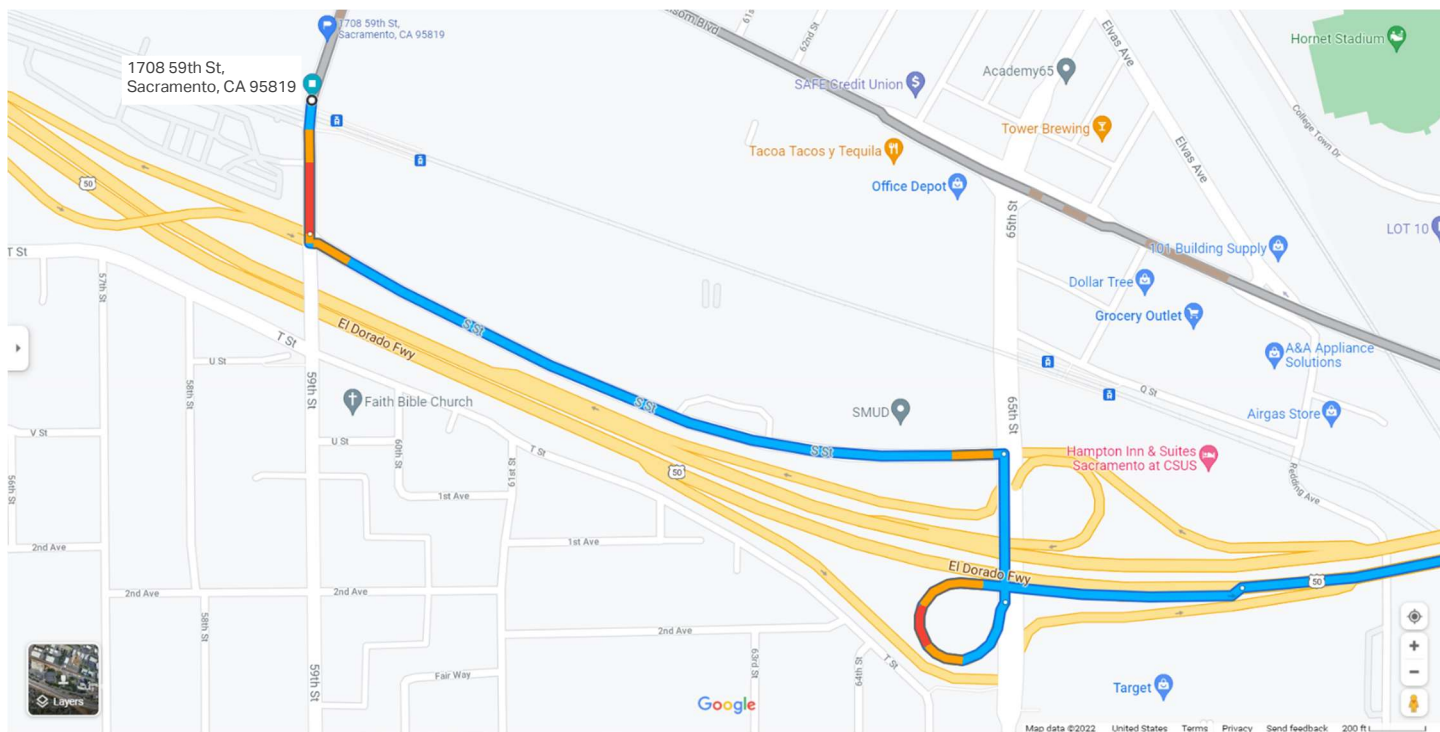 1708 59th St,
Sacramento, CA 95819
1708 59th St,
Sacramento, CA 95819
som Blvd
61st
62nd St
Elvas Ave
Hornet Stadium
Academy65
SAFE Credit Union
$
Tower Brewing
College Town Dr
Tacoa Tacos y Tequila
Elvas Ave
Office Depot
50
65th St
LOT 10
T St
101 Building Supply
57th St
Dollar Tree
Grocery Outlet
S St
El Dorado Fwy
T St
A&A Appliance
Solutions
U St
58th St
59th St
Faith Bible Church
Q St
S St
SMUD
65th St
Airgas Store
V St
U St
60th St
T St
S St
Hampton Inn & Suites
Sacramento at CSUS
50
61st St
56th St
1st Ave
Redding Ave
2nd Ave
1st Ave
El Dorado Fwy
50
2nd Ave
2nd Ave
58th St
2nd Ave
63rd St
64th St
T St
59th St
Fair Way
Layers
Google
Target
+
−
Map data ©2022
United States
Terms
Privacy
Send feedback
200 ft